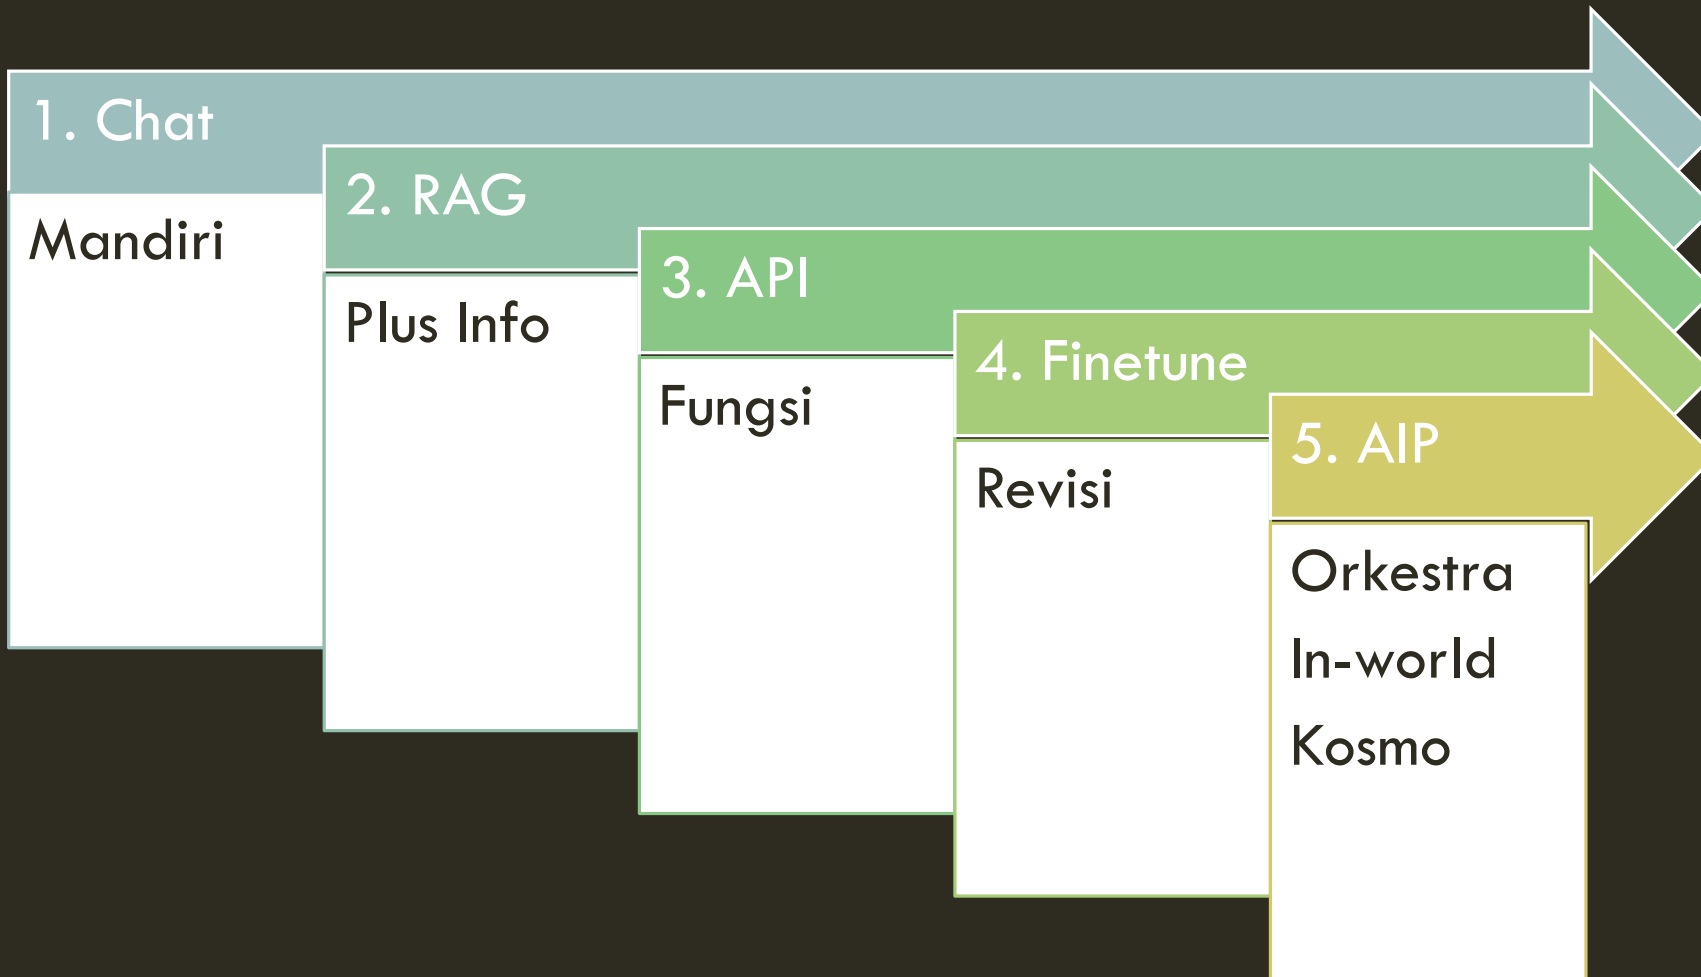 1. Chat
Mandiri
2. RAG
Plus Info
3. API
Fungsi
4. Finetune
Revisi
5. AIP
Orkestra
In-world
Kosmo